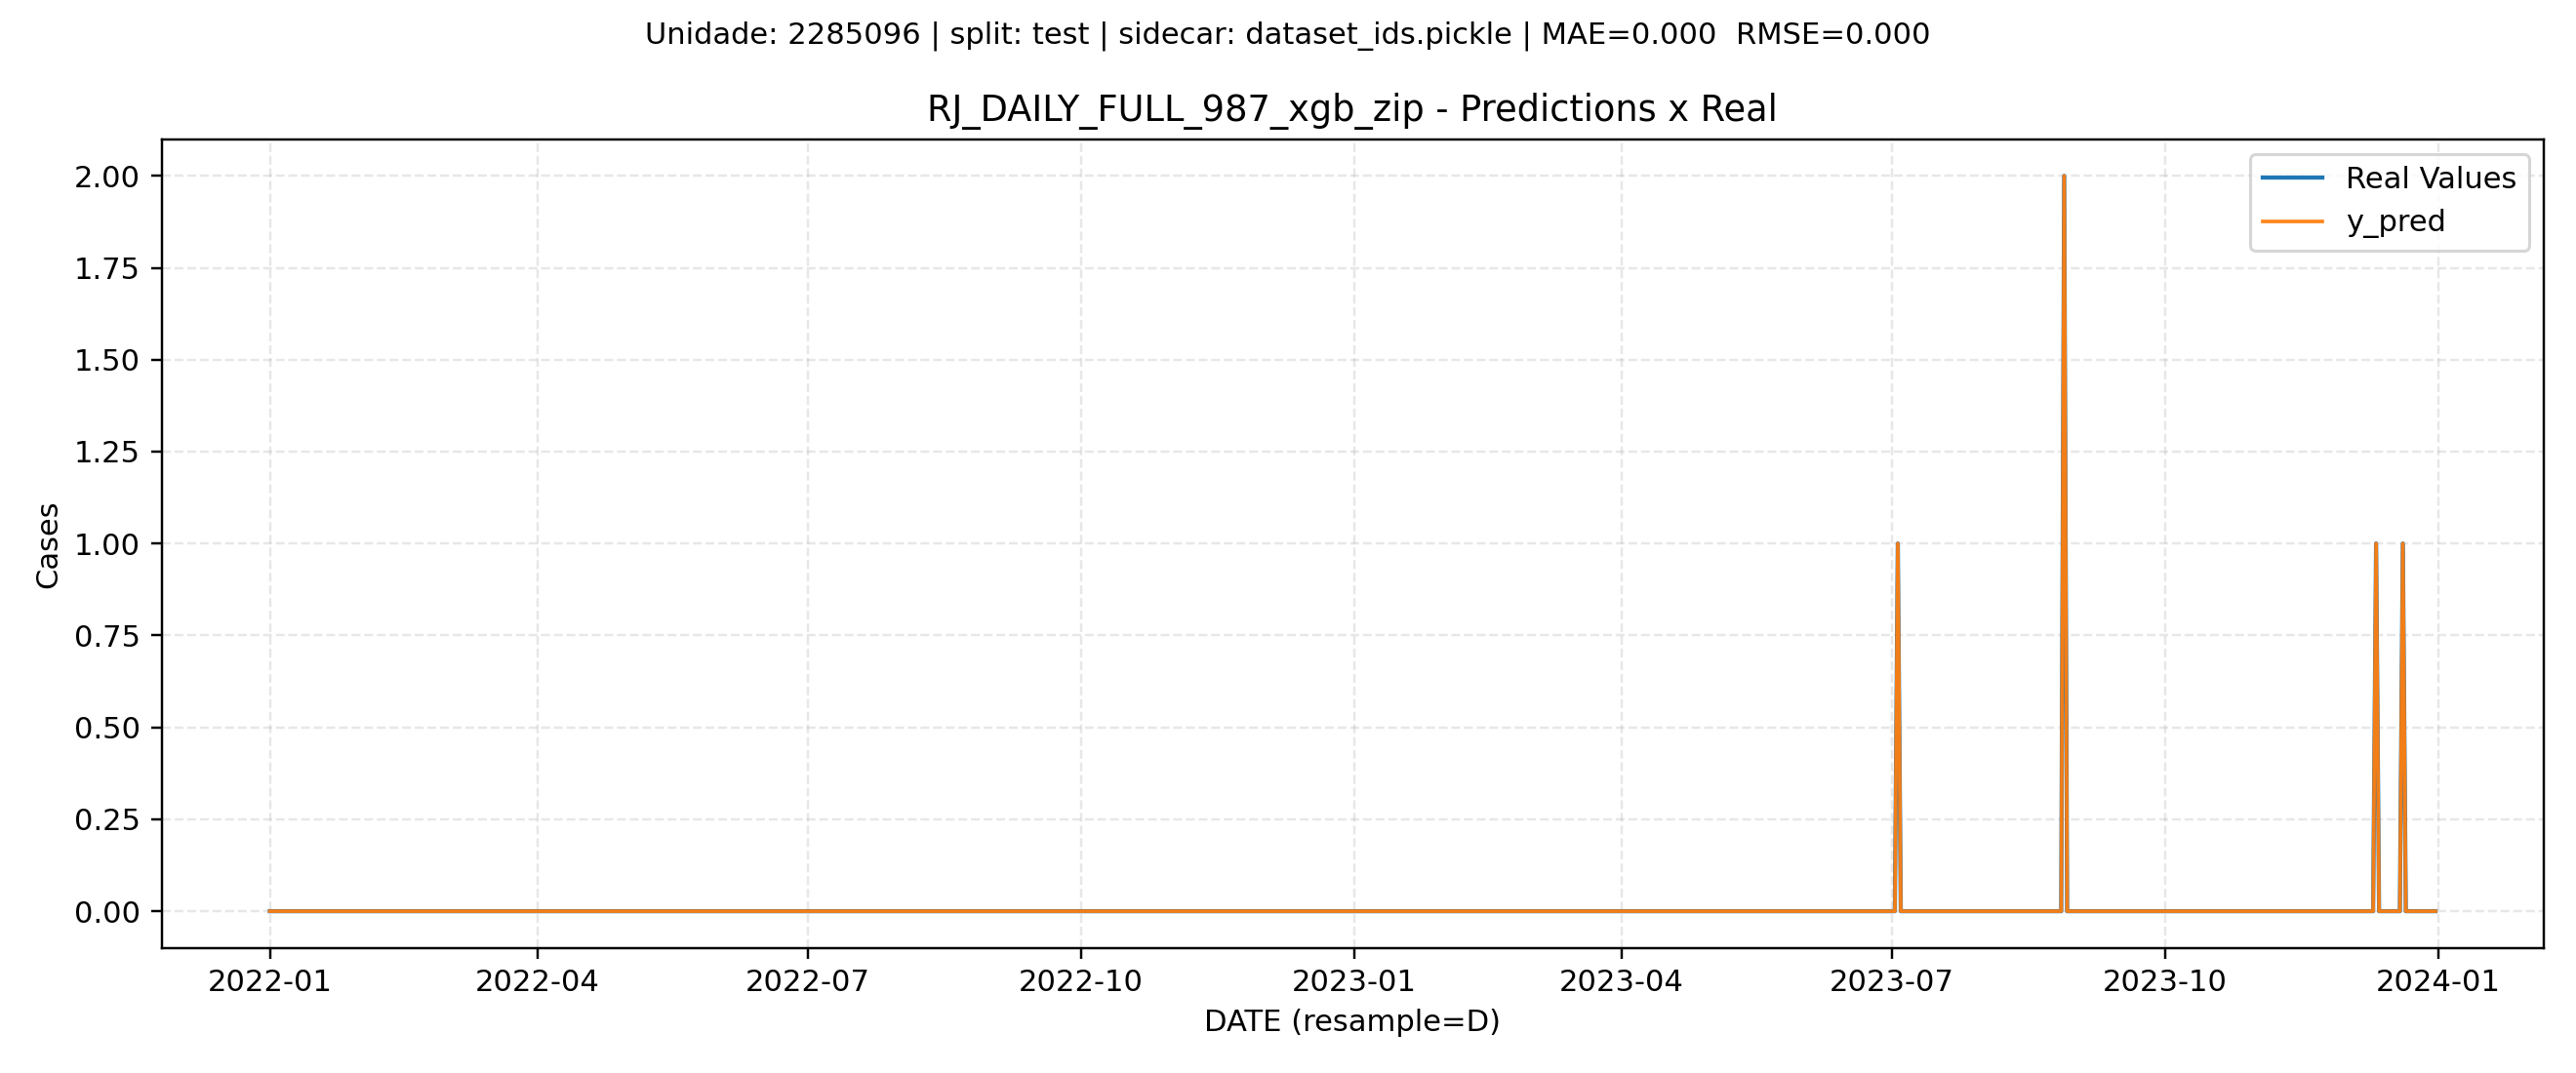 Unidade: 2285096 | split: test | sidecar: dataset_ids.pickle | MAE=0.000  RMSE=0.000
RJ_DAILY_FULL_987_xgb_zip - Predictions x Real
Real Values
y_pred
2.00
1.75
1.50
1.25
1.00
0.75
0.50
0.25
0.00
Cases
2022-01 2022-04 2022-07 2022-10 2023-01 2023-04 2023-07 2023-10 2024-01
DATE (resample=D)